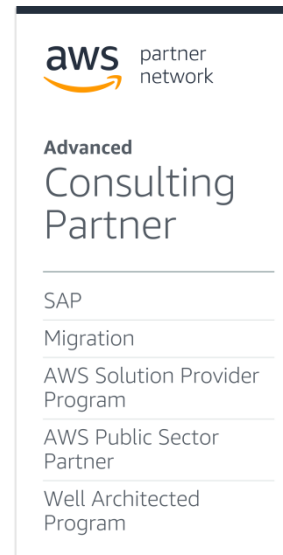 aws partner
network
Advanced
Consulting
Partner
SAP
Migration
AWS Solution Provider
Program
AWS Public Sector
Partner
Well Architected
Program